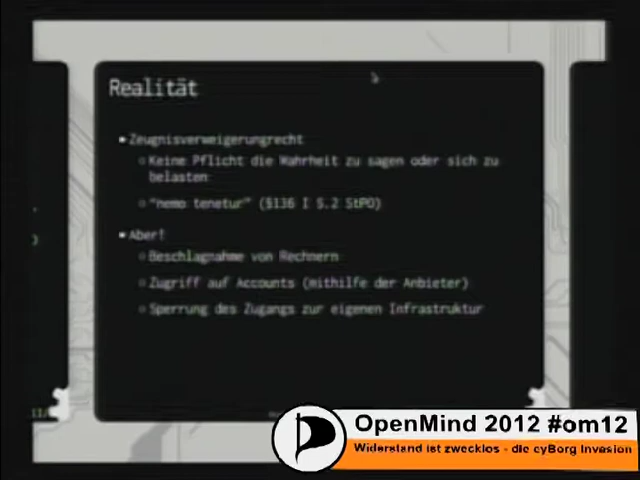 Realität
▪Zeugnisverweigerungrecht
▫Keine Pflicht die Wahrheit zu sagen oder sich zu
belasten
▫"nemo tenetur" (§136 I S.2 StPO)
▪Aber!
▫Beschlagnahme von Rechnern
▫Zugriff auf Accounts (mithilfe der Anbieter)
▫Sperrung des Zugangs zur eigenen Infrastruktur
OpenMind 2012 #om12
Widerstand ist zwecklos - die cyBorg Invasion